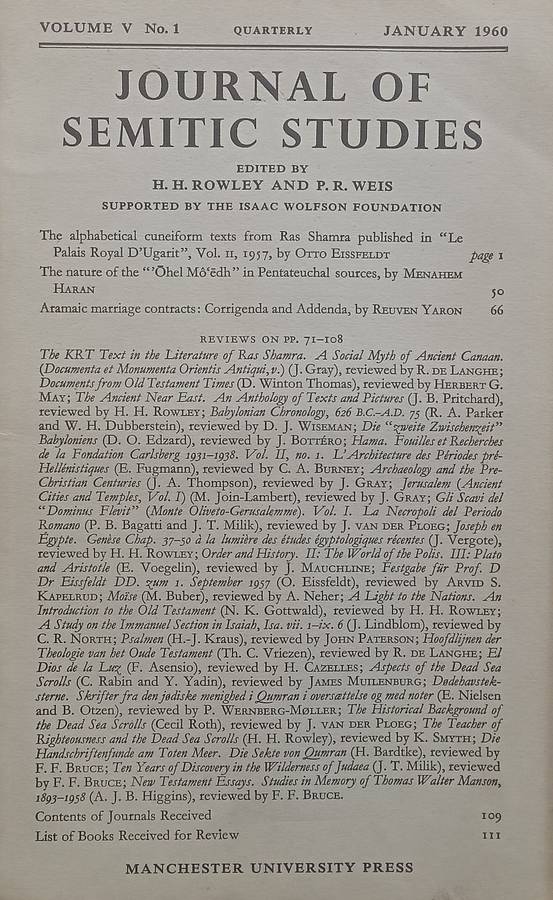 VOLUME V No. 1 QUARTERLY JANUARY 1960
JOURNAL OF
SEMITIC STUDIES
EDITED BY
H. H. ROWLEY AND P. R. WEIS
SUPPORTED BY THE ISAAC WOLFSON FOUNDATION
The alphabetical cuneiform texts from Ras Shamra published in "Le
Palais Royal D'Ugarit", Vol. II, 1957, by OTTO EISSFELDT page 1
The nature of the "'Ōhel Mô‘ēdh" in Pentateuchal sources, by MENAHEM
HARAN 50
Aramaic marriage contracts: Corrigenda and Addenda, by REUVEN YARON 66
REVIEWS ON PP. 71–108
The KRT Text in the Literature of Ras Shamra. A Social Myth of Ancient Canaan.
(Documenta et Monumenta Orientis Antiqui, v.) (J. Gray), reviewed by R. DE LANGHE;
Documents from Old Testament Times (D. Winton Thomas), reviewed by HERBERT G.
MAY; The Ancient Near East. An Anthology of Texts and Pictures (J. B. Pritchard),
reviewed by H. H. ROWLEY; Babylonian Chronology, 626 B.C.–A.D. 75 (R. A. Parker
and W. H. Dubberstein), reviewed by D. J. WISEMAN; Die "zweite Zwischenzeit"
Babyloniens (D. O. Edzard), reviewed by J. BOTTÉRO; Hama. Fouilles et Recherches
de la Fondation Carlsberg 1931–1938. Vol. II, no. 1. L'Architecture des Périodes pré-
Hellénistiques (E. Fugmann), reviewed by C. A. BURNEY; Archaeology and the Pre-
Christian Centuries (J. A. Thompson), reviewed by J. GRAY; Jerusalem (Ancient
Cities and Temples, Vol. I) (M. Join-Lambert), reviewed by J. GRAY; Gli Scavi del
"Dominus Flevit" (Monte Oliveto-Gerusalemme). Vol. I. La Necropoli del Periodo
Romano (P. B. Bagatti and J. T. Milik), reviewed by J. VAN DER PLOEG; Joseph en
Égypte. Genèse Chap. 37–50 à la lumière des études égyptologiques récentes (J. Vergote),
reviewed by H. H. ROWLEY; Order and History. II: The World of the Polis. III: Plato
and Aristotle (E. Voegelin), reviewed by J. MAUCHLINE; Festgabe für Prof. D
Dr Eissfeldt DD. zum 1. September 1957 (O. Eissfeldt), reviewed by ARVID S.
KAPELRUD; Moïse (M. Buber), reviewed by A. Neher; A Light to the Nations. An
Introduction to the Old Testament (N. K. Gottwald), reviewed by H. H. ROWLEY;
A Study on the Immanuel Section in Isaiah, Isa. vii. 1–ix. 6 (J. Lindblom), reviewed by
C. R. NORTH; Psalmen (H.-J. Kraus), reviewed by JOHN PATERSON; Hoofdlijnen der
Theologie van het Oude Testament (Th. C. Vriezen), reviewed by R. DE LANGHE; El
Dios de la Luz (F. Asensio), reviewed by H. CAZELLES; Aspects of the Dead Sea
Scrolls (C. Rabin and Y. Yadin), reviewed by JAMES MUILENBURG; Dødehavstek-
sterne. Skrifter fra den jødiske menighed i Qumran i oversættelse og med noter (E. Nielsen
and B. Otzen), reviewed by P. WERNBERG-MØLLER; The Historical Background of
the Dead Sea Scrolls (Cecil Roth), reviewed by J. VAN DER PLOEG; The Teacher of
Righteousness and the Dead Sea Scrolls (H. H. Rowley), reviewed by K. SMYTH; Die
Handschriftenfunde am Toten Meer. Die Sekte von Qumran (H. Bardtke), reviewed by
F. F. BRUCE; Ten Years of Discovery in the Wilderness of Judaea (J. T. Milik), reviewed
by F. F. BRUCE; New Testament Essays. Studies in Memory of Thomas Walter Manson,
1893–1958 (A. J. B. Higgins), reviewed by F. F. BRUCE.
Contents of Journals Received 109
List of Books Received for Review 111
MANCHESTER UNIVERSITY PRESS